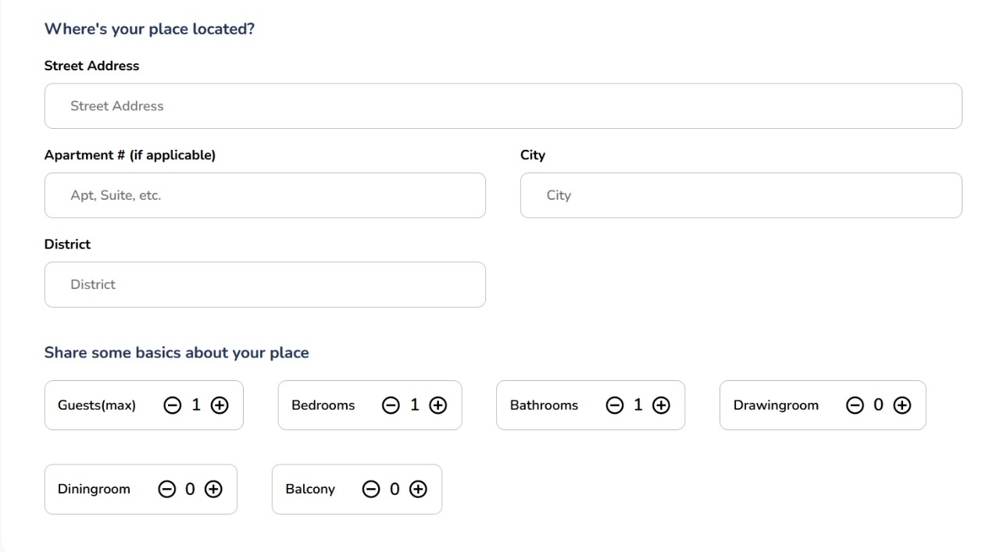 Where's your place located?
Street Address
Street Address
Apartment # (if applicable)
City
Apt, Suite, etc.
City
District
District
Share some basics about your place
Guests(max) 1
Bedrooms 1
Bathrooms 1
Drawingroom 0
Diningroom 0
Balcony 0